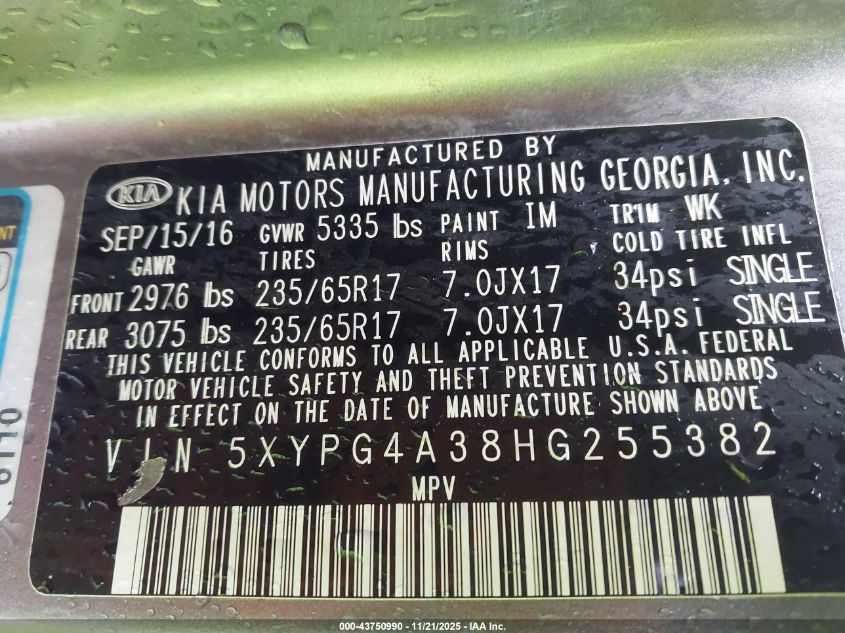 MANUFACTURED BY
KIA KIA MOTORS MANUFACTURING GEORGIA, INC.
SEP/15/16 GVWR 5335 lbs PAINT IM TRIM WK
GAWR TIRES RIMS COLD TIRE INFL
FRONT 2976 lbs 235/65R17 7.0JX17 34psi SINGLE
REAR 3075 lbs 235/65R17 7.0JX17 34psi SINGLE
THIS VEHICLE CONFORMS TO ALL APPLICABLE U.S.A. FEDERAL
MOTOR VEHICLE SAFETY AND THEFT PREVENTION STANDARDS
IN EFFECT ON THE DATE OF MANUFACTURE SHOWN ABOVE
VIN 5XYPG4A38HG255382
MPV
000-43750990 - 11/21/2025 - IAA Inc.